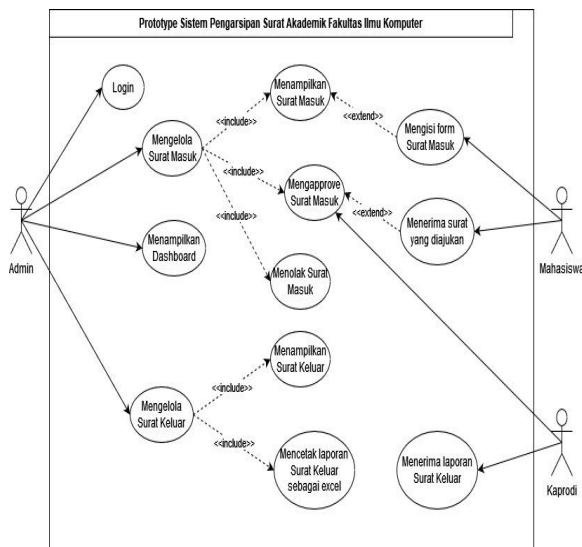 Prototype Sistem Pengarsipan Surat Akademik Fakultas Ilmu Komputer
Login
Menampilkan
Surat Masuk
<<include>>
<<extend>>
Mengisi form
Surat Masuk
Mengelola
Surat Masuk
<<include>>
Mengapprove
Surat Masuk
<<include>>
<<extend>>
Menerima surat
yang diajukan
Admin
Mahasiswa
Menampilkan
Dashboard
Menolak Surat
Masuk
Menampilkan
Surat Keluar
<<include>>
Mengelola
Surat Keluar
<<include>>
Mencetak laporan
Surat Keluar
sebagai excel
Menerima laporan
Surat Keluar
Kaprodi